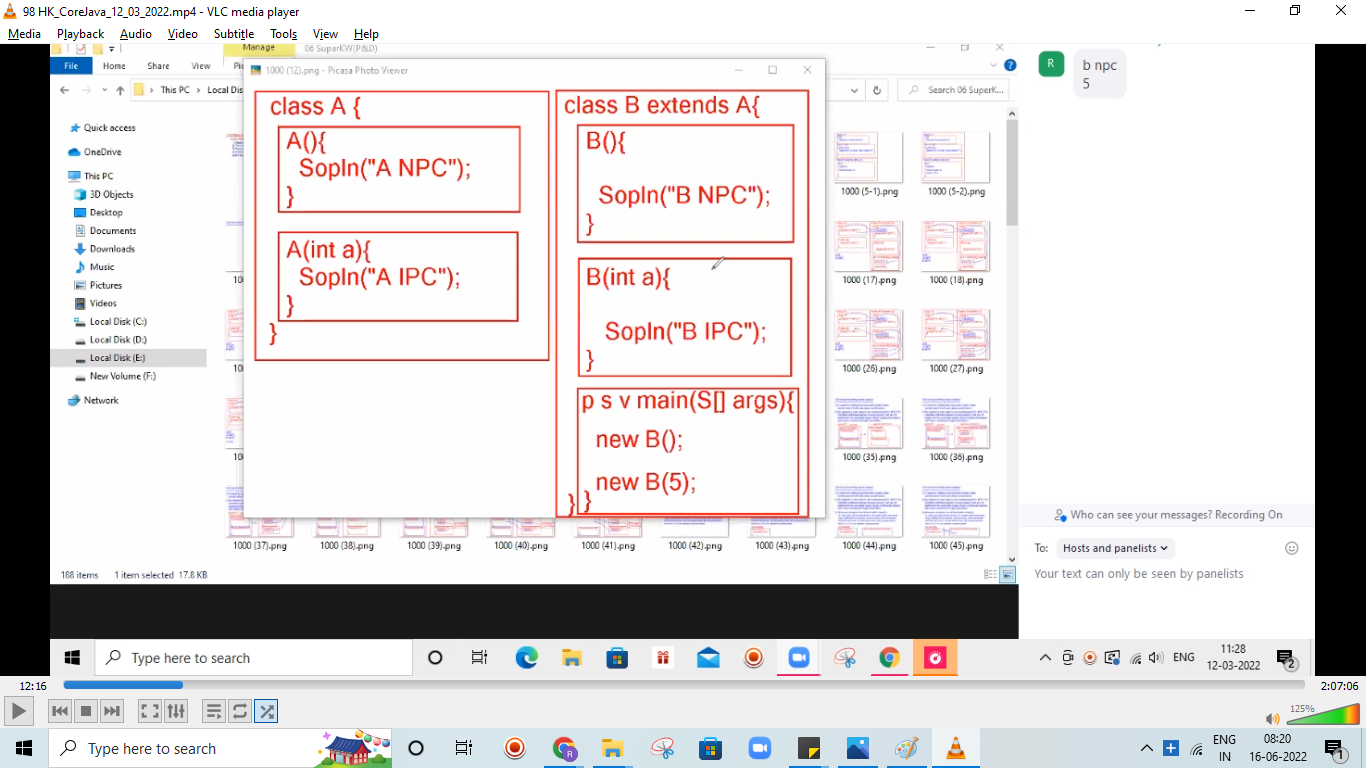 98 HK_CoreJava_12_03_2022.mp4 - VLC media player
Media Playback Audio Video Subtitle Tools View Help
Manage
06 SuperKW(P&D)
File Home Share View
1000 (12).png - Picasa Photo Viewer
This PC
Local Dis
Search 06 SuperK...
Quick access
OneDrive
This PC
3D Objects
Desktop
Documents
Downloads
Music
Pictures
Videos
Local Disk (C:)
Local Disk (D:)
Local Disk (E:)
New Volume (F:)
Network
class A {
A(){
Sopln("A NPC");
}
A(int a){
Sopln("A IPC");
}
}
class B extends A{
B(){
Sopln("B NPC");
}
B(int a){
Sopln("B IPC");
}
p s v main(S[] args){
new B();
new B(5);
} }
1000 (5-1).png
1000 (5-2).png
1000 (17).png
1000 (18).png
1000 (26).png
1000 (27).png
1000 (35).png
1000 (36).png
1000 (37).png
1000 (38).png
1000 (39).png
1000 (40).png
1000 (41).png
1000 (42).png
1000 (43).png
1000 (44).png
1000 (45).png
188 items 1 item selected 17.8 KB
R
b npc
5
Who can see your messages? Recording On
To: Hosts and panelists
Your text can only be seen by panelists
Type here to search
ENG
11:28
12-03-2022
2
12:16
2:07:06
125%
Type here to search
ENG
IN
08:20
16-06-2022
1